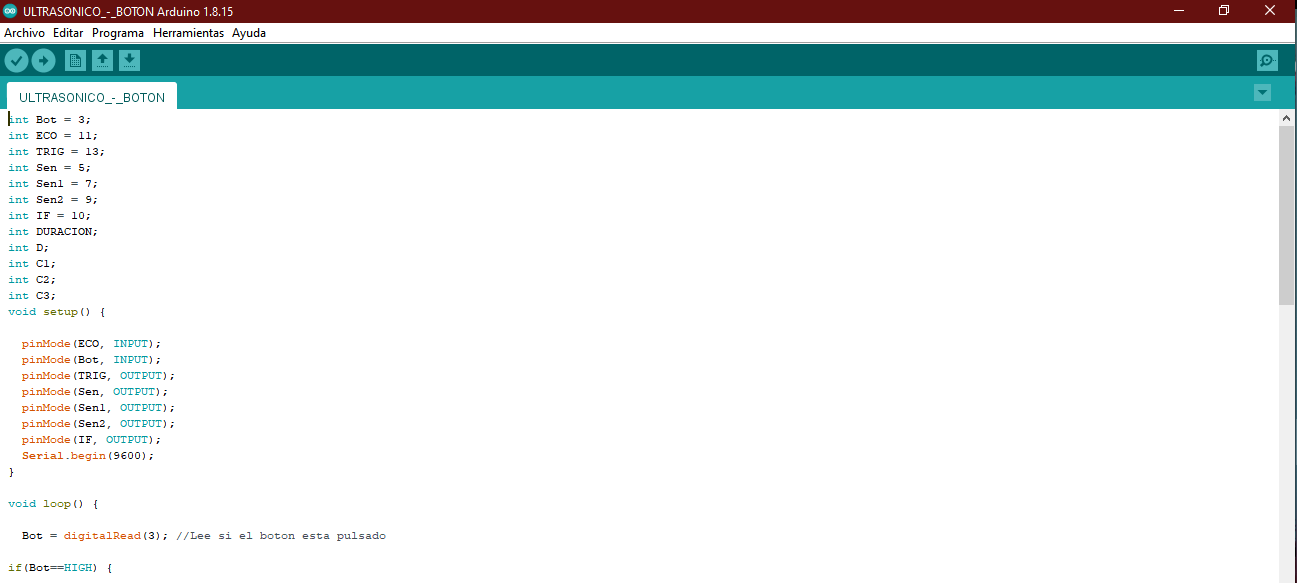 ULTRASONICO_-_BOTON Arduino 1.8.15
Archivo Editar Programa Herramientas Ayuda
ULTRASONICO_-_BOTON
int Bot = 3;
int ECO = 11;
int TRIG = 13;
int Sen = 5;
int Sen1 = 7;
int Sen2 = 9;
int IF = 10;
int DURACION;
int D;
int C1;
int C2;
int C3;
void setup() {
  pinMode(ECO, INPUT);
  pinMode(Bot, INPUT);
  pinMode(TRIG, OUTPUT);
  pinMode(Sen, OUTPUT);
  pinMode(Sen1, OUTPUT);
  pinMode(Sen2, OUTPUT);
  pinMode(IF, OUTPUT);
  Serial.begin(9600);
}
void loop() {
  Bot = digitalRead(3); //Lee si el boton esta pulsado
if(Bot==HIGH) {